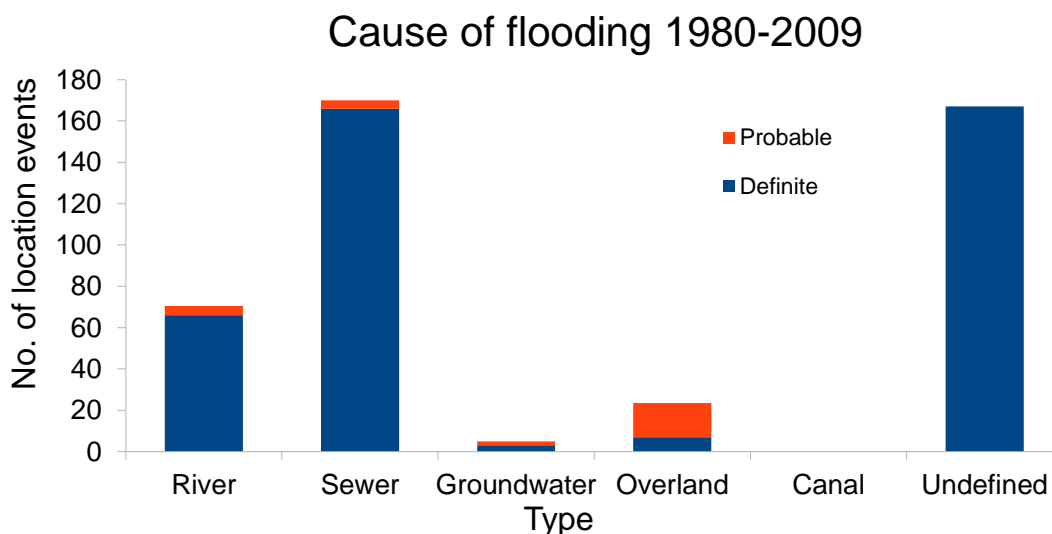 Cause of flooding 1980-2009
No. of location events
180
160
140
120
100
80
60
40
20
0
Probable
Definite
River Sewer Groundwater Overland Canal Undefined
Type